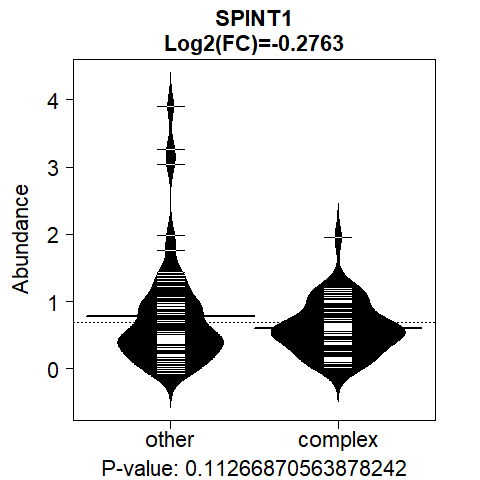 SPINT1
Log2(FC)=-0.2763
Abundance
4
3
2
1
0
other complex
P-value: 0.11266870563878242